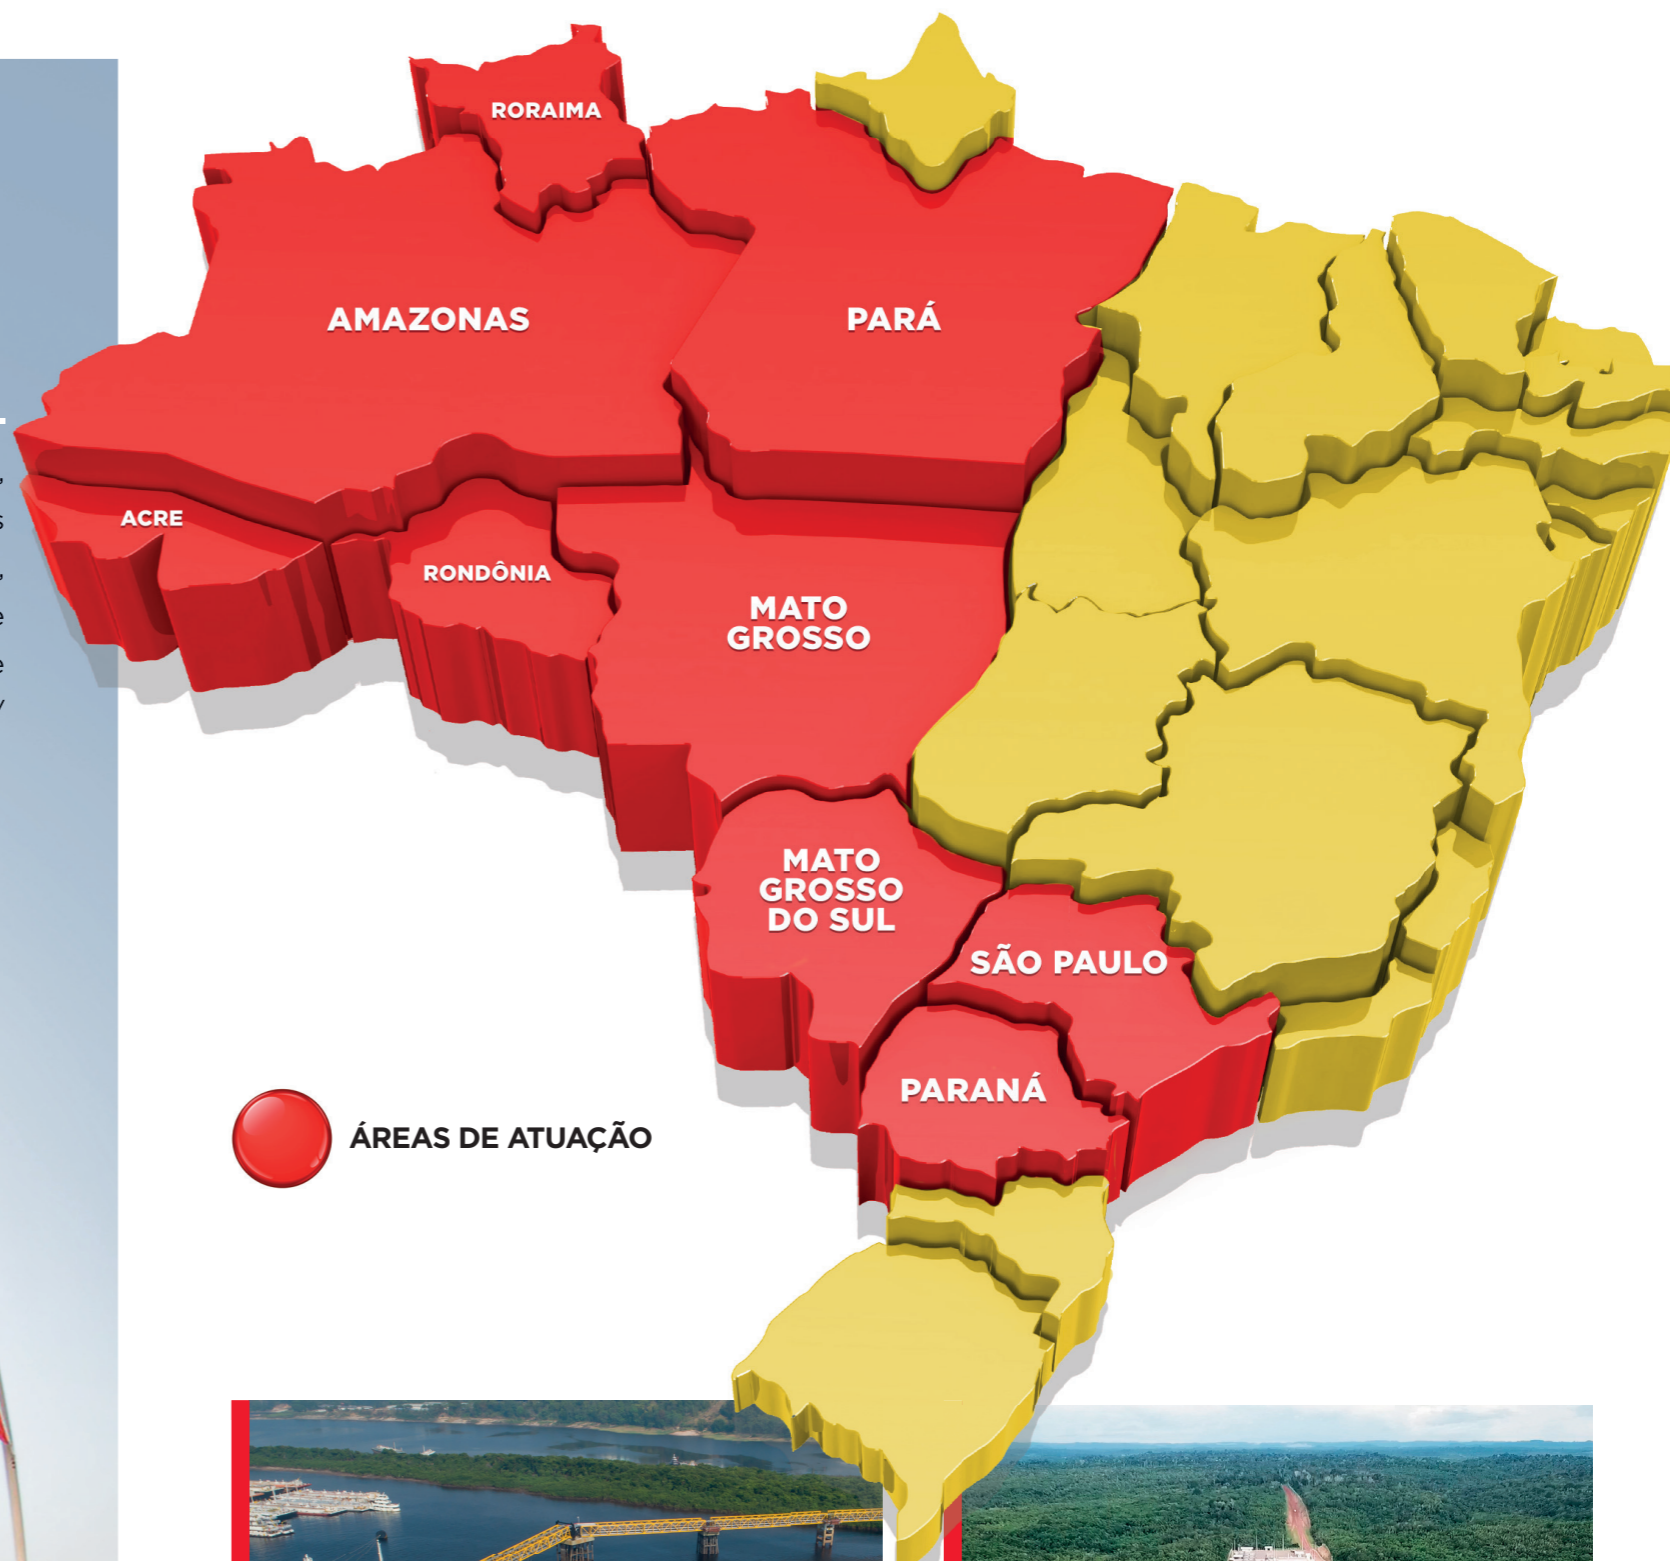 RORAIMA
AMAZONAS
PARÁ
ACRE
RONDÔNIA
MATO
GROSSO
MATO
GROSSO
DO SUL
SÃO PAULO
PARANÁ
ÁREAS DE ATUAÇÃO